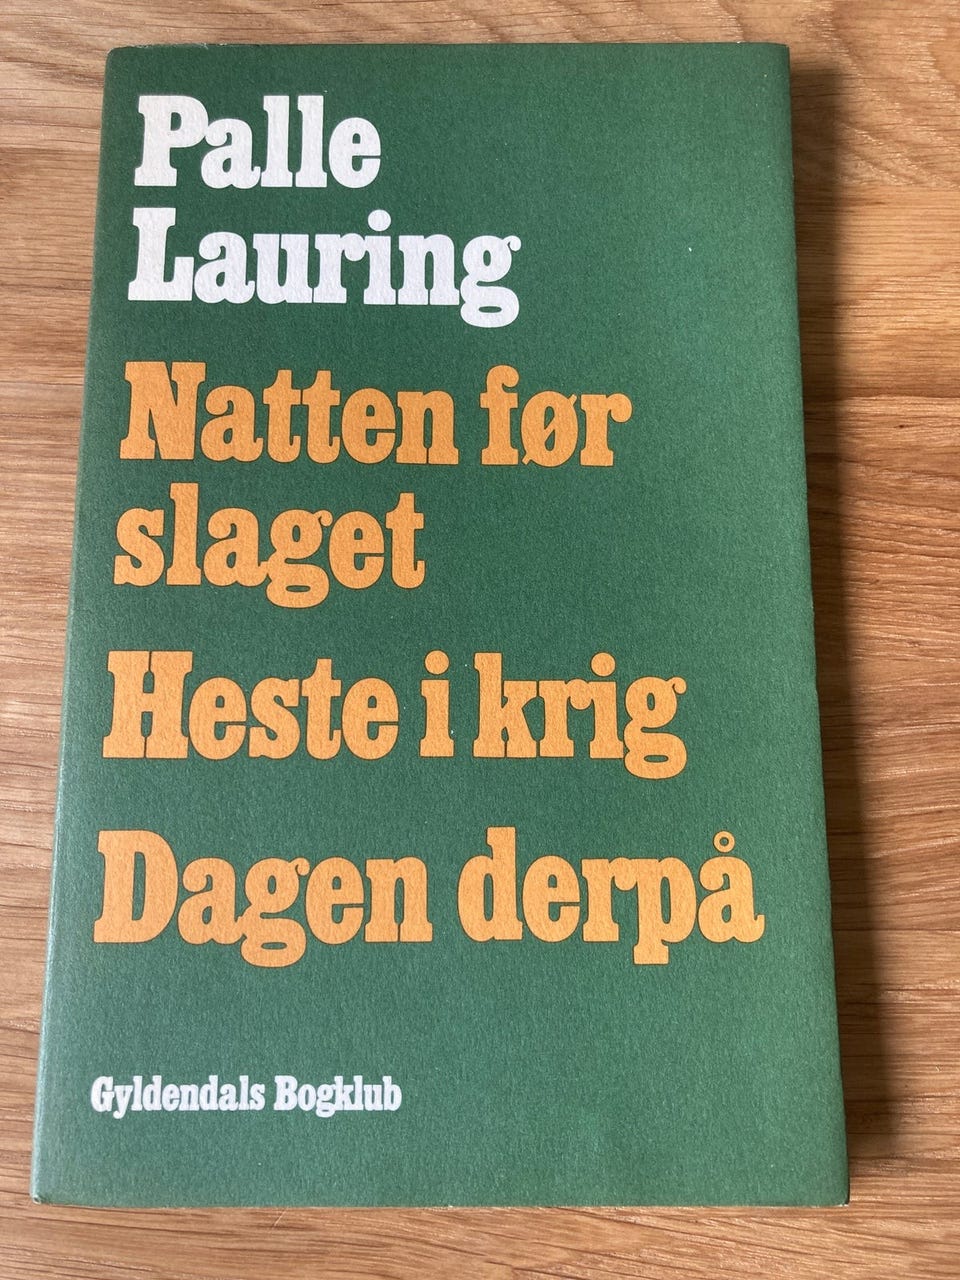 Palle
Lauring
Natten før
slaget
Heste i krig
Dagen derpå
Gyldendals Bogklub